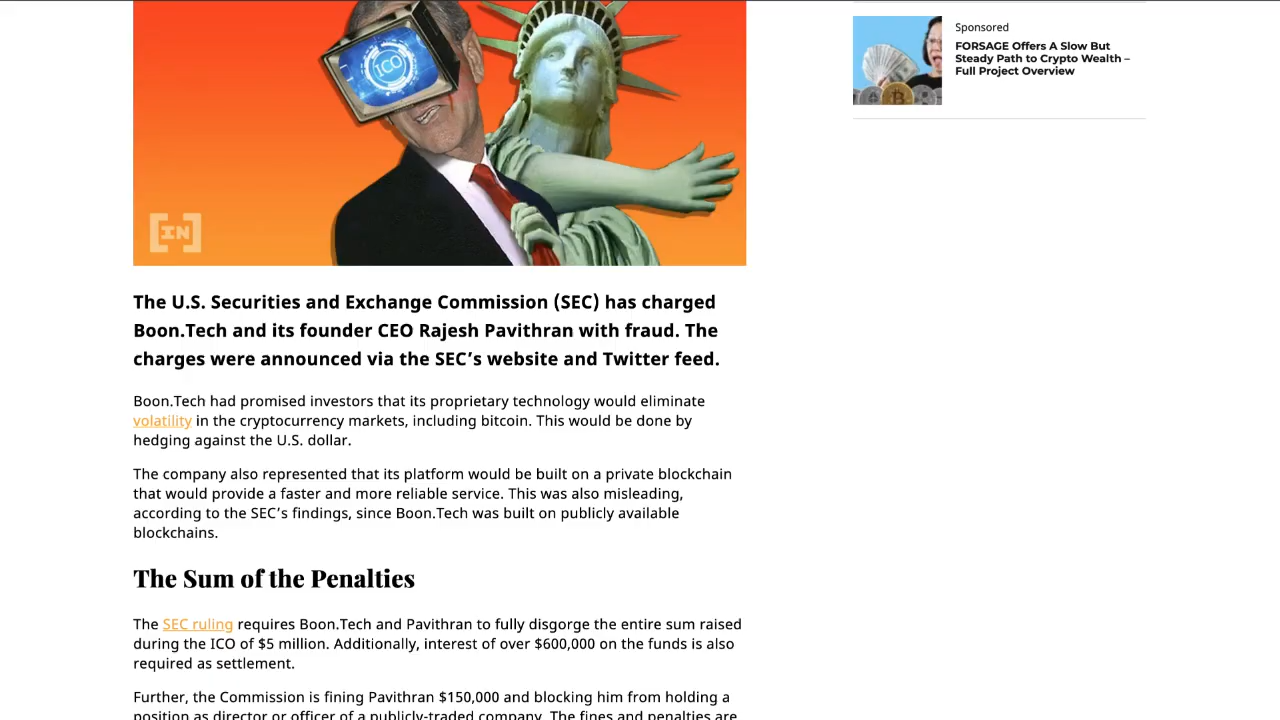 ICO
[IN]
The U.S. Securities and Exchange Commission (SEC) has charged
Boon.Tech and its founder CEO Rajesh Pavithran with fraud. The
charges were announced via the SEC’s website and Twitter feed.
Boon.Tech had promised investors that its proprietary technology would eliminate
volatility in the cryptocurrency markets, including bitcoin. This would be done by
hedging against the U.S. dollar.
The company also represented that its platform would be built on a private blockchain
that would provide a faster and more reliable service. This was also misleading,
according to the SEC’s findings, since Boon.Tech was built on publicly available
blockchains.
The Sum of the Penalties
The SEC ruling requires Boon.Tech and Pavithran to fully disgorge the entire sum raised
during the ICO of $5 million. Additionally, interest of over $600,000 on the funds is also
required as settlement.
Further, the Commission is fining Pavithran $150,000 and blocking him from holding a
position as director or officer of a publicly-traded company. The fines and penalties are
Sponsored
FORSAGE Offers A Slow But
Steady Path to Crypto Wealth –
Full Project Overview